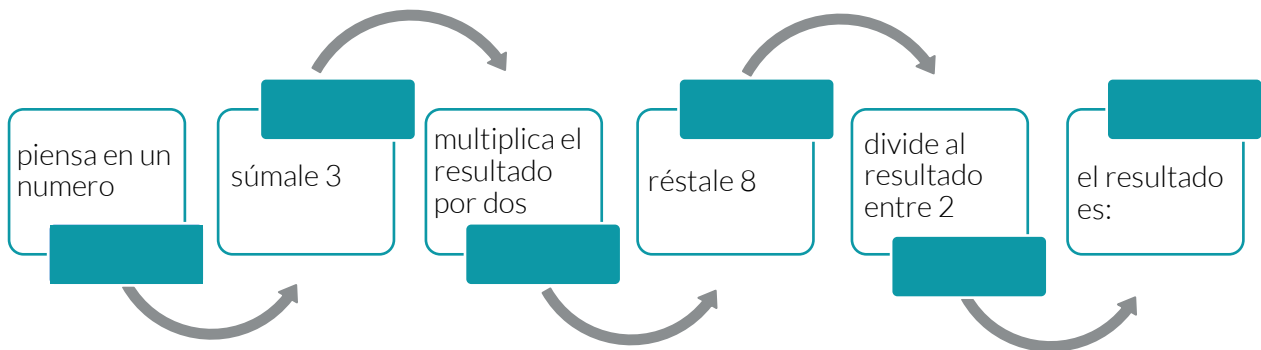 piensa en un
numero
súmale 3
multiplica el
resultado
por dos
réstale 8
divide al
resultado
entre 2
el resultado
es: